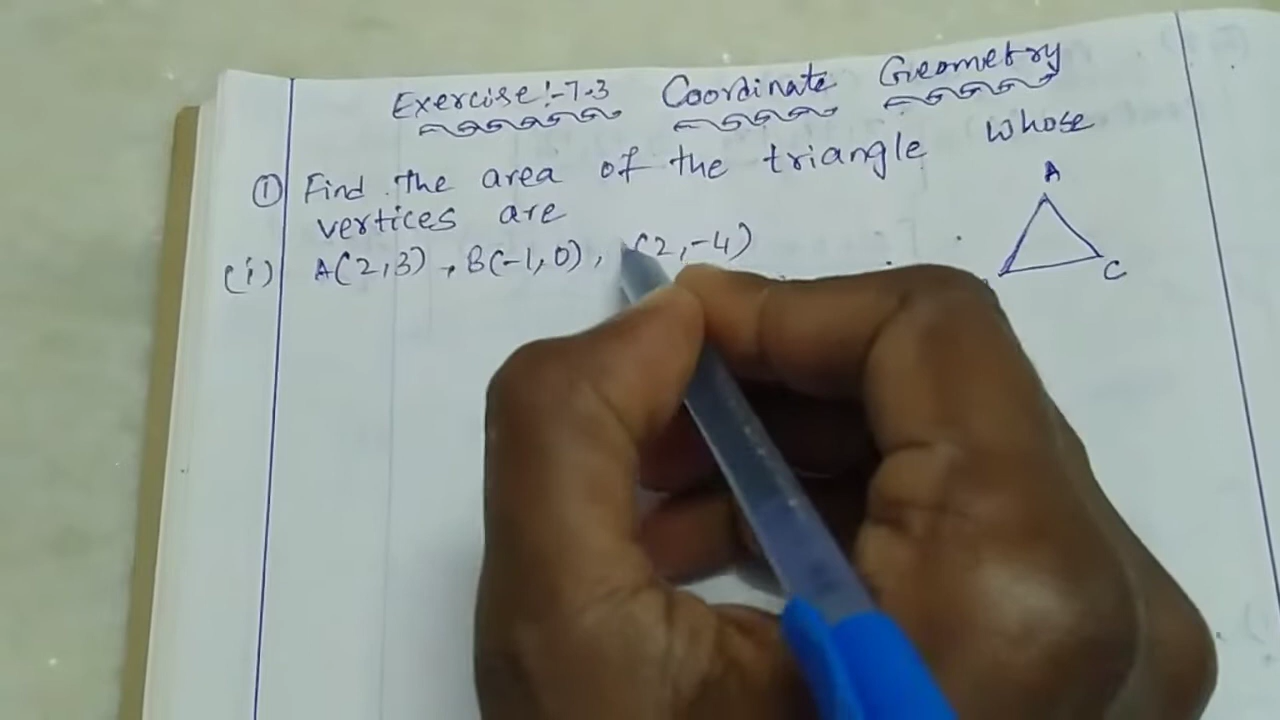 Exercise:-7.3 Coordinate Geometry
① Find the area of the triangle whose
vertices are
(i) A(2,3), B(-1,0), (2,-4)
A
C